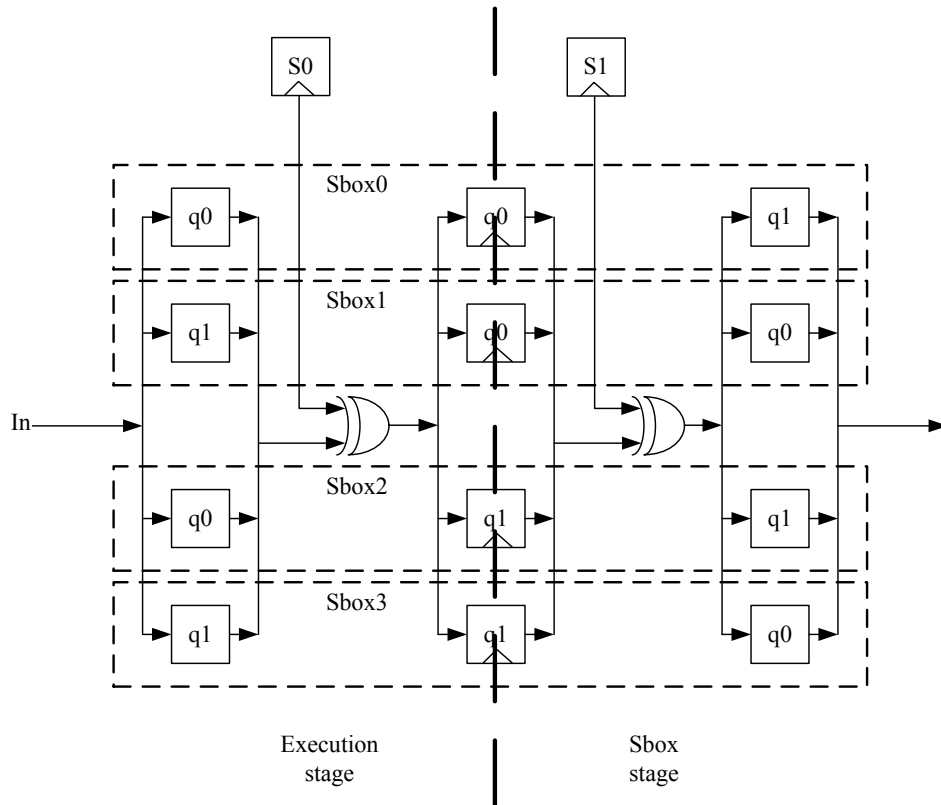 S0
S1
Sbox0
q0
q0
q1
Sbox1
q1
q0
q0
In
Sbox2
q0
q1
q1
Sbox3
q1
q1
q0
Execution
stage
Sbox
stage